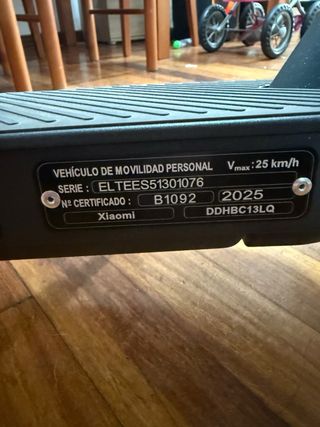 VEHÍCULO DE MOVILIDAD PERSONAL Vmax: 25 km/h
SERIE : ELTEES51301076
Nº CERTIFICADO : B1092 2025
Xiaomi DDHBC13LQ